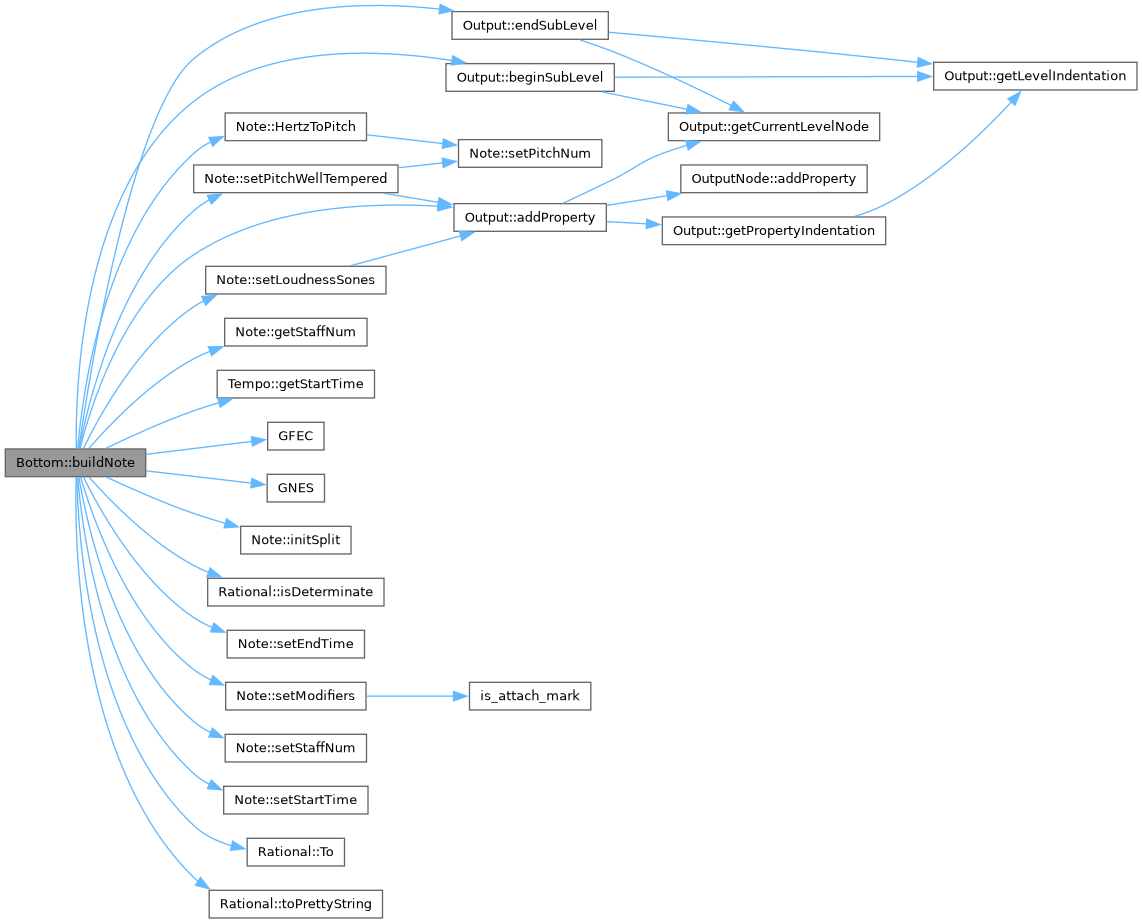 Output::endSubLevel
Output::beginSubLevel
Output::getLevelIndentation
Note::HertzToPitch
Output::getCurrentLevelNode
Note::setPitchNum
Note::setPitchWellTempered
OutputNode::addProperty
Output::addProperty
Output::getPropertyIndentation
Note::setLoudnessSones
Note::getStaffNum
Tempo::getStartTime
GFEC
Bottom::buildNote
GNES
Note::initSplit
Rational::isDeterminate
Note::setEndTime
Note::setModifiers
is_attach_mark
Note::setStaffNum
Note::setStartTime
Rational::To
Rational::toPrettyString